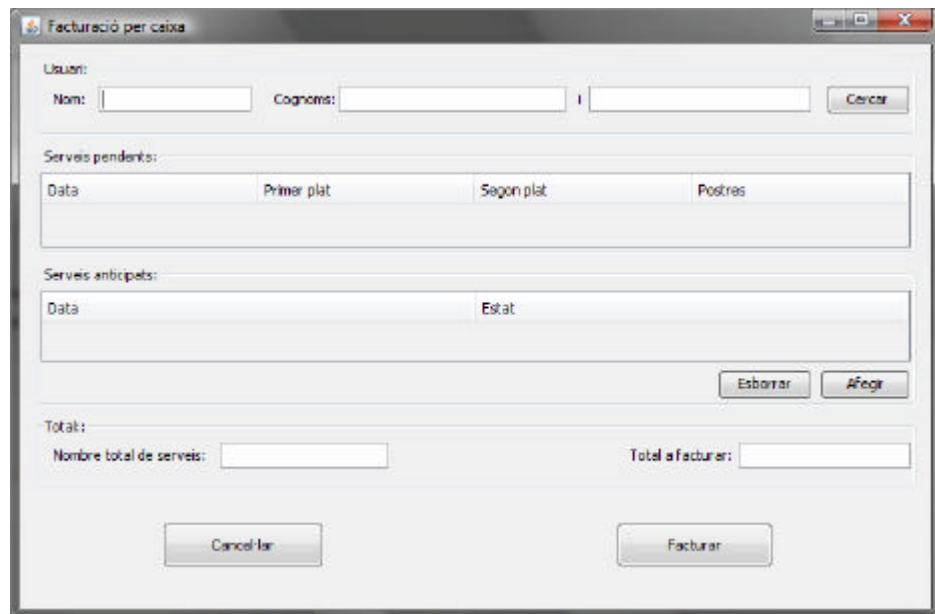 Facturació per caixa
Usuari:
Nom: Cognoms: i Cercar
Serveis pendents:
Data Primer plat Segon plat Postres
Serveis anticipats:
Data Estat
Esborrar Afegir
Total:
Nombre total de serveis: Total a facturar:
Cancel·lar Facturar